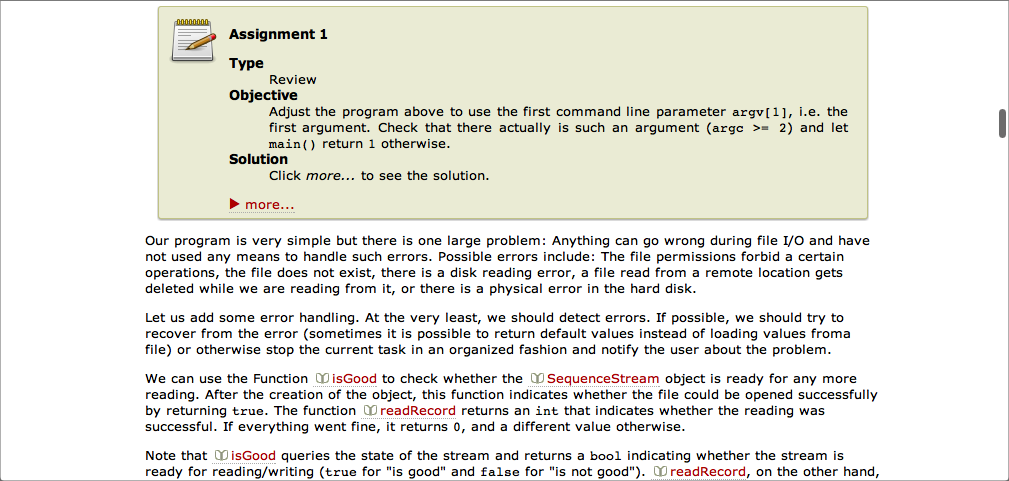 Assignment 1
Type
Review
Objective
Adjust the program above to use the first command line parameter argv[1], i.e. the
first argument. Check that there actually is such an argument (argc >= 2) and let
main() return 1 otherwise.
Solution
Click more... to see the solution.
more...
Our program is very simple but there is one large problem: Anything can go wrong during file I/O and have
not used any means to handle such errors. Possible errors include: The file permissions forbid a certain
operations, the file does not exist, there is a disk reading error, a file read from a remote location gets
deleted while we are reading from it, or there is a physical error in the hard disk.
Let us add some error handling. At the very least, we should detect errors. If possible, we should try to
recover from the error (sometimes it is possible to return default values instead of loading values froma
file) or otherwise stop the current task in an organized fashion and notify the user about the problem.
We can use the Function isGood to check whether the SequenceStream object is ready for any more
reading. After the creation of the object, this function indicates whether the file could be opened successfully
by returning true. The function readRecord returns an int that indicates whether the reading was
successful. If everything went fine, it returns 0, and a different value otherwise.
Note that isGood queries the state of the stream and returns a bool indicating whether the stream is
ready for reading/writing (true for "is good" and false for "is not good"). readRecord, on the other hand,